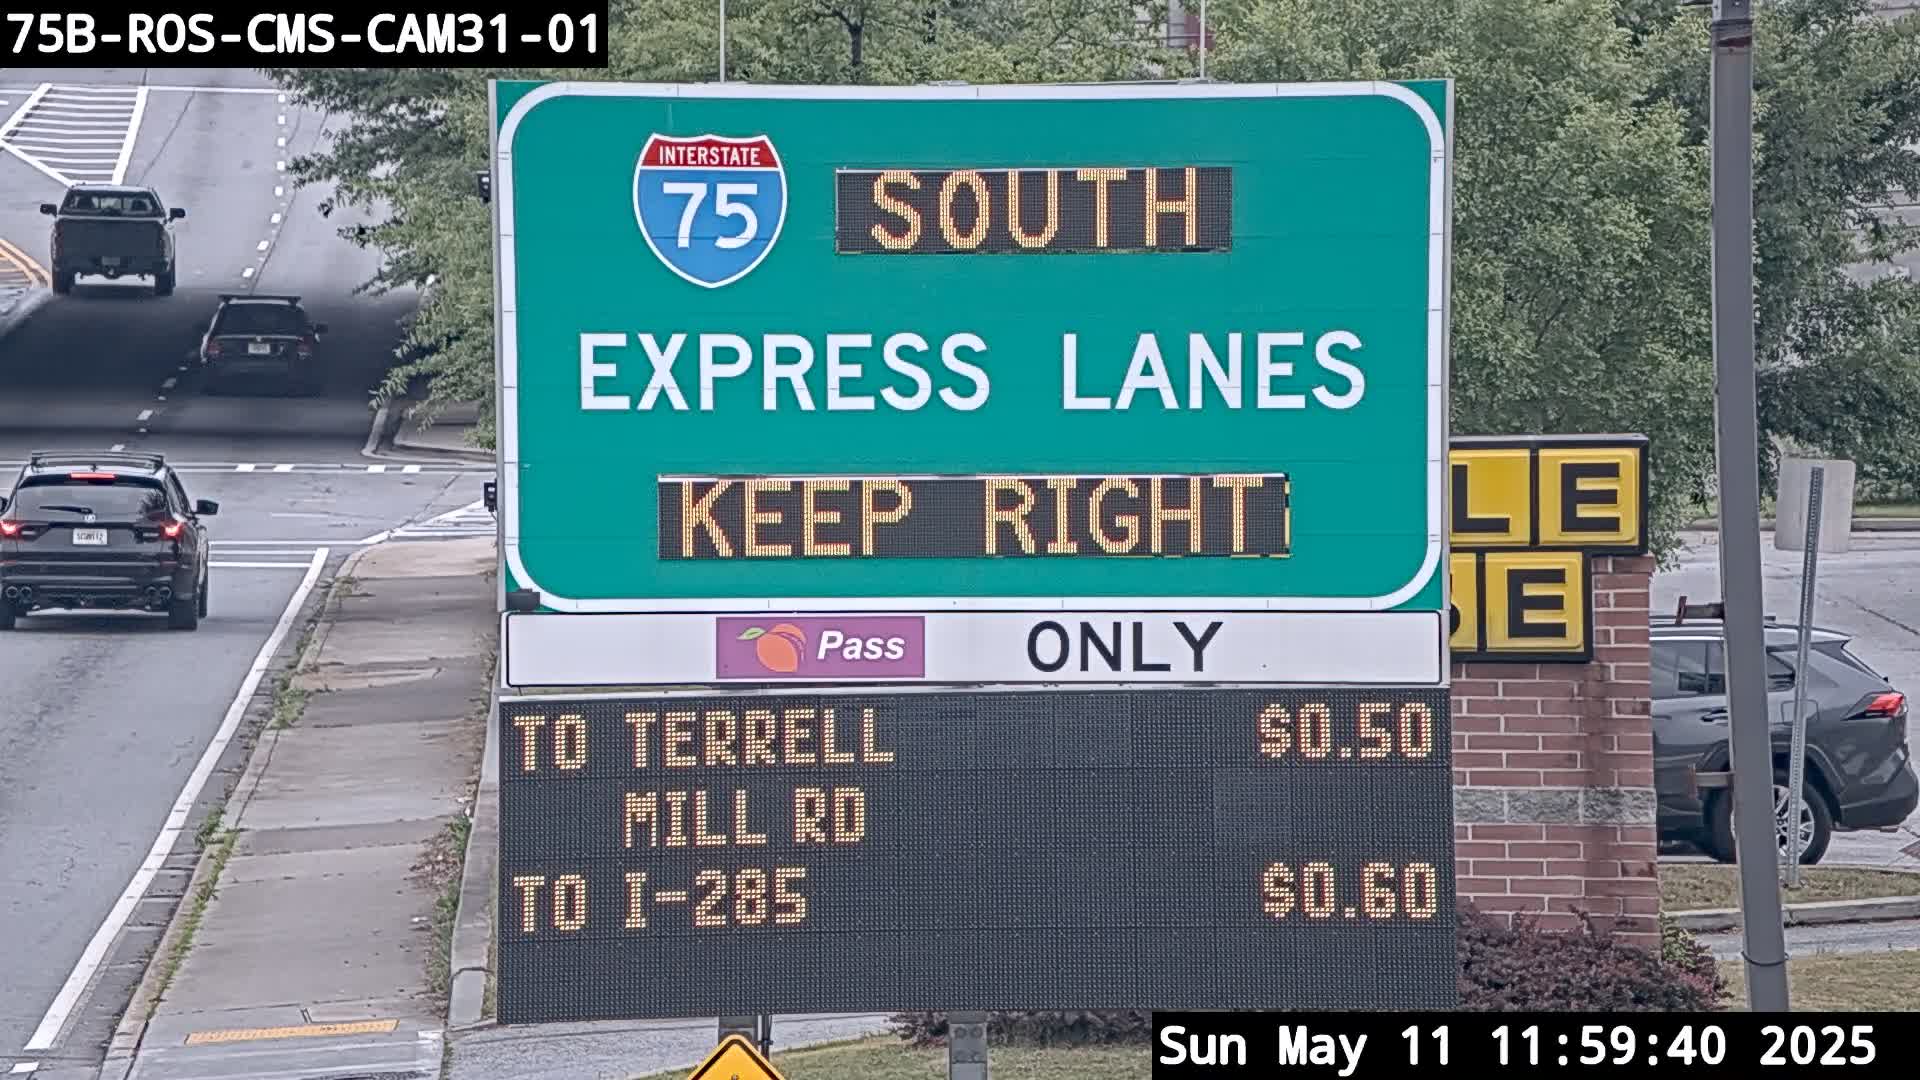 75B-ROS-CMS-CAM31-01
INTERSTATE
75
SOUTH
EXPRESS LANES
KEEP RIGHT
Pass ONLY
TO TERRELL $0.50
MILL RD
TO I-285 $0.60
LE
E
Sun May 11 11:59:40 2025